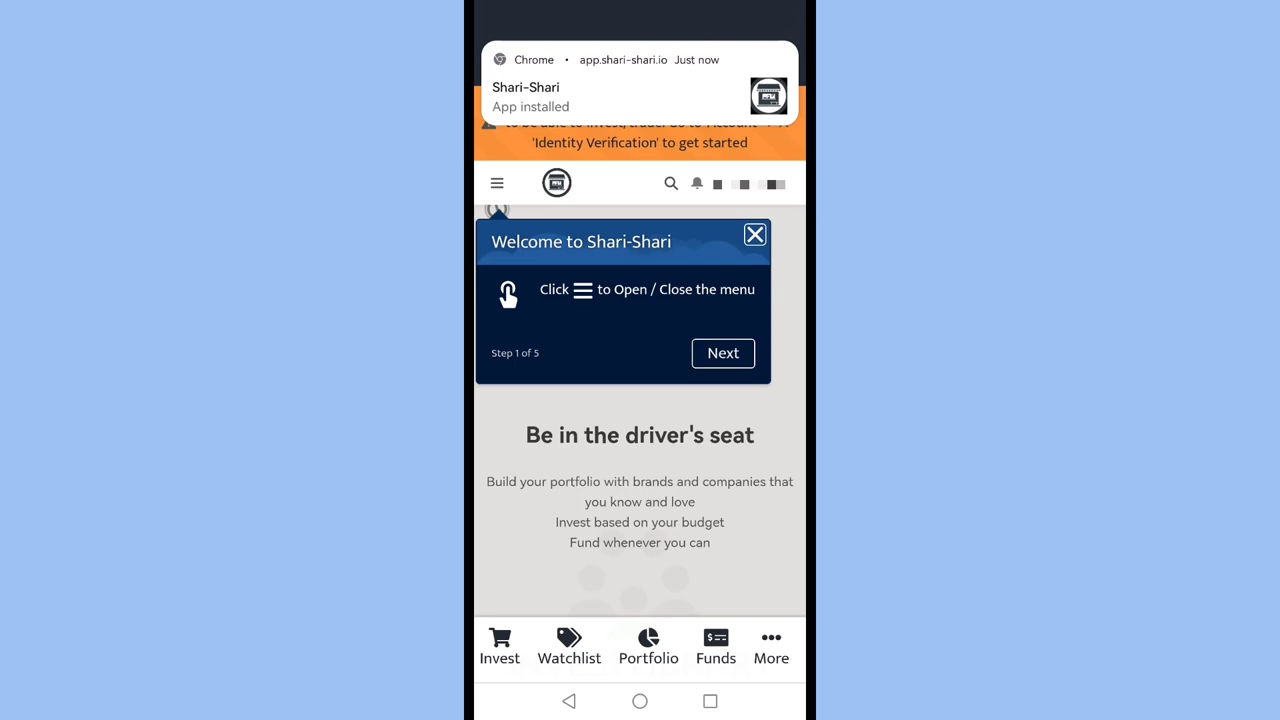 Chrome • app.shari-shari.io Just now
Shari-Shari
App installed
'Identity Verification' to get started
Welcome to Shari-Shari
Click ☰ to Open / Close the menu
Step 1 of 5
Next
Be in the driver's seat
Build your portfolio with brands and companies that
you know and love
Invest based on your budget
Fund whenever you can
Invest Watchlist Portfolio Funds More